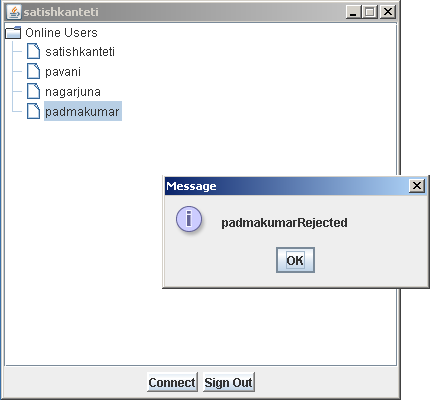 satishkanteti
Online Users
satishkanteti
pavani
nagarjuna
padmakumar
Message
padmakumarRejected
OK
Connect Sign Out